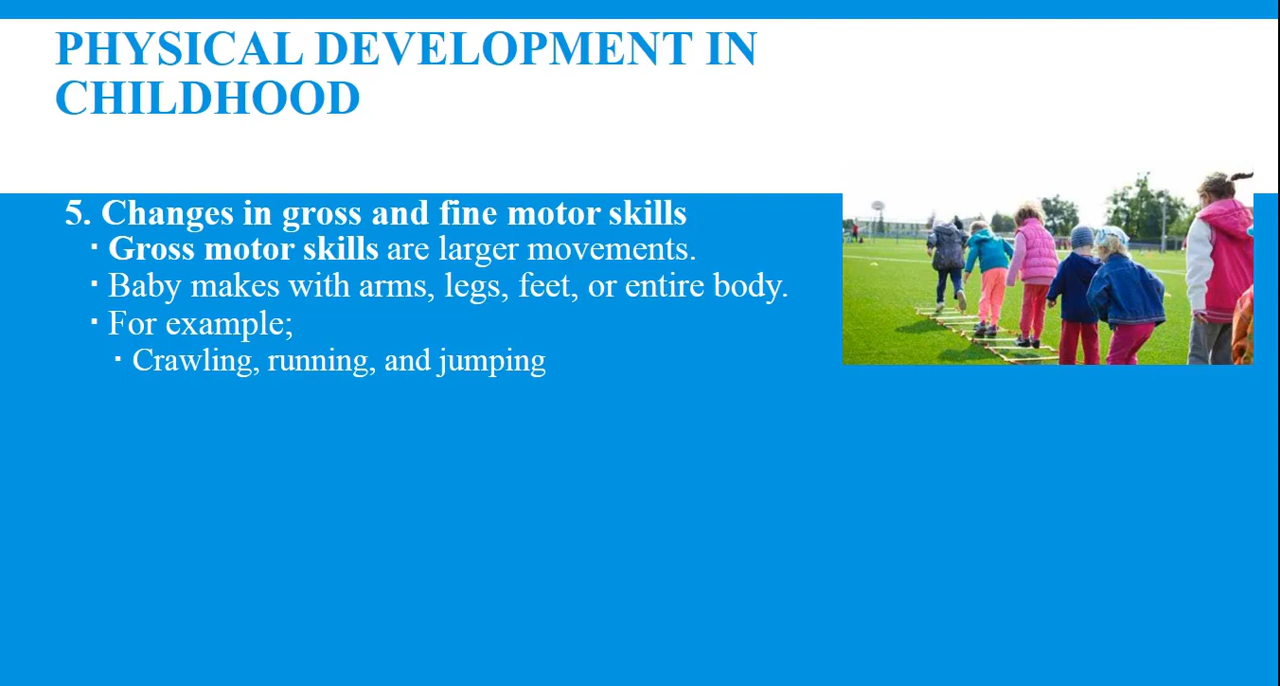 PHYSICAL DEVELOPMENT IN
CHILDHOOD
5. Changes in gross and fine motor skills
▪ Gross motor skills are larger movements.
▪ Baby makes with arms, legs, feet, or entire body.
▪ For example;
▪ Crawling, running, and jumping